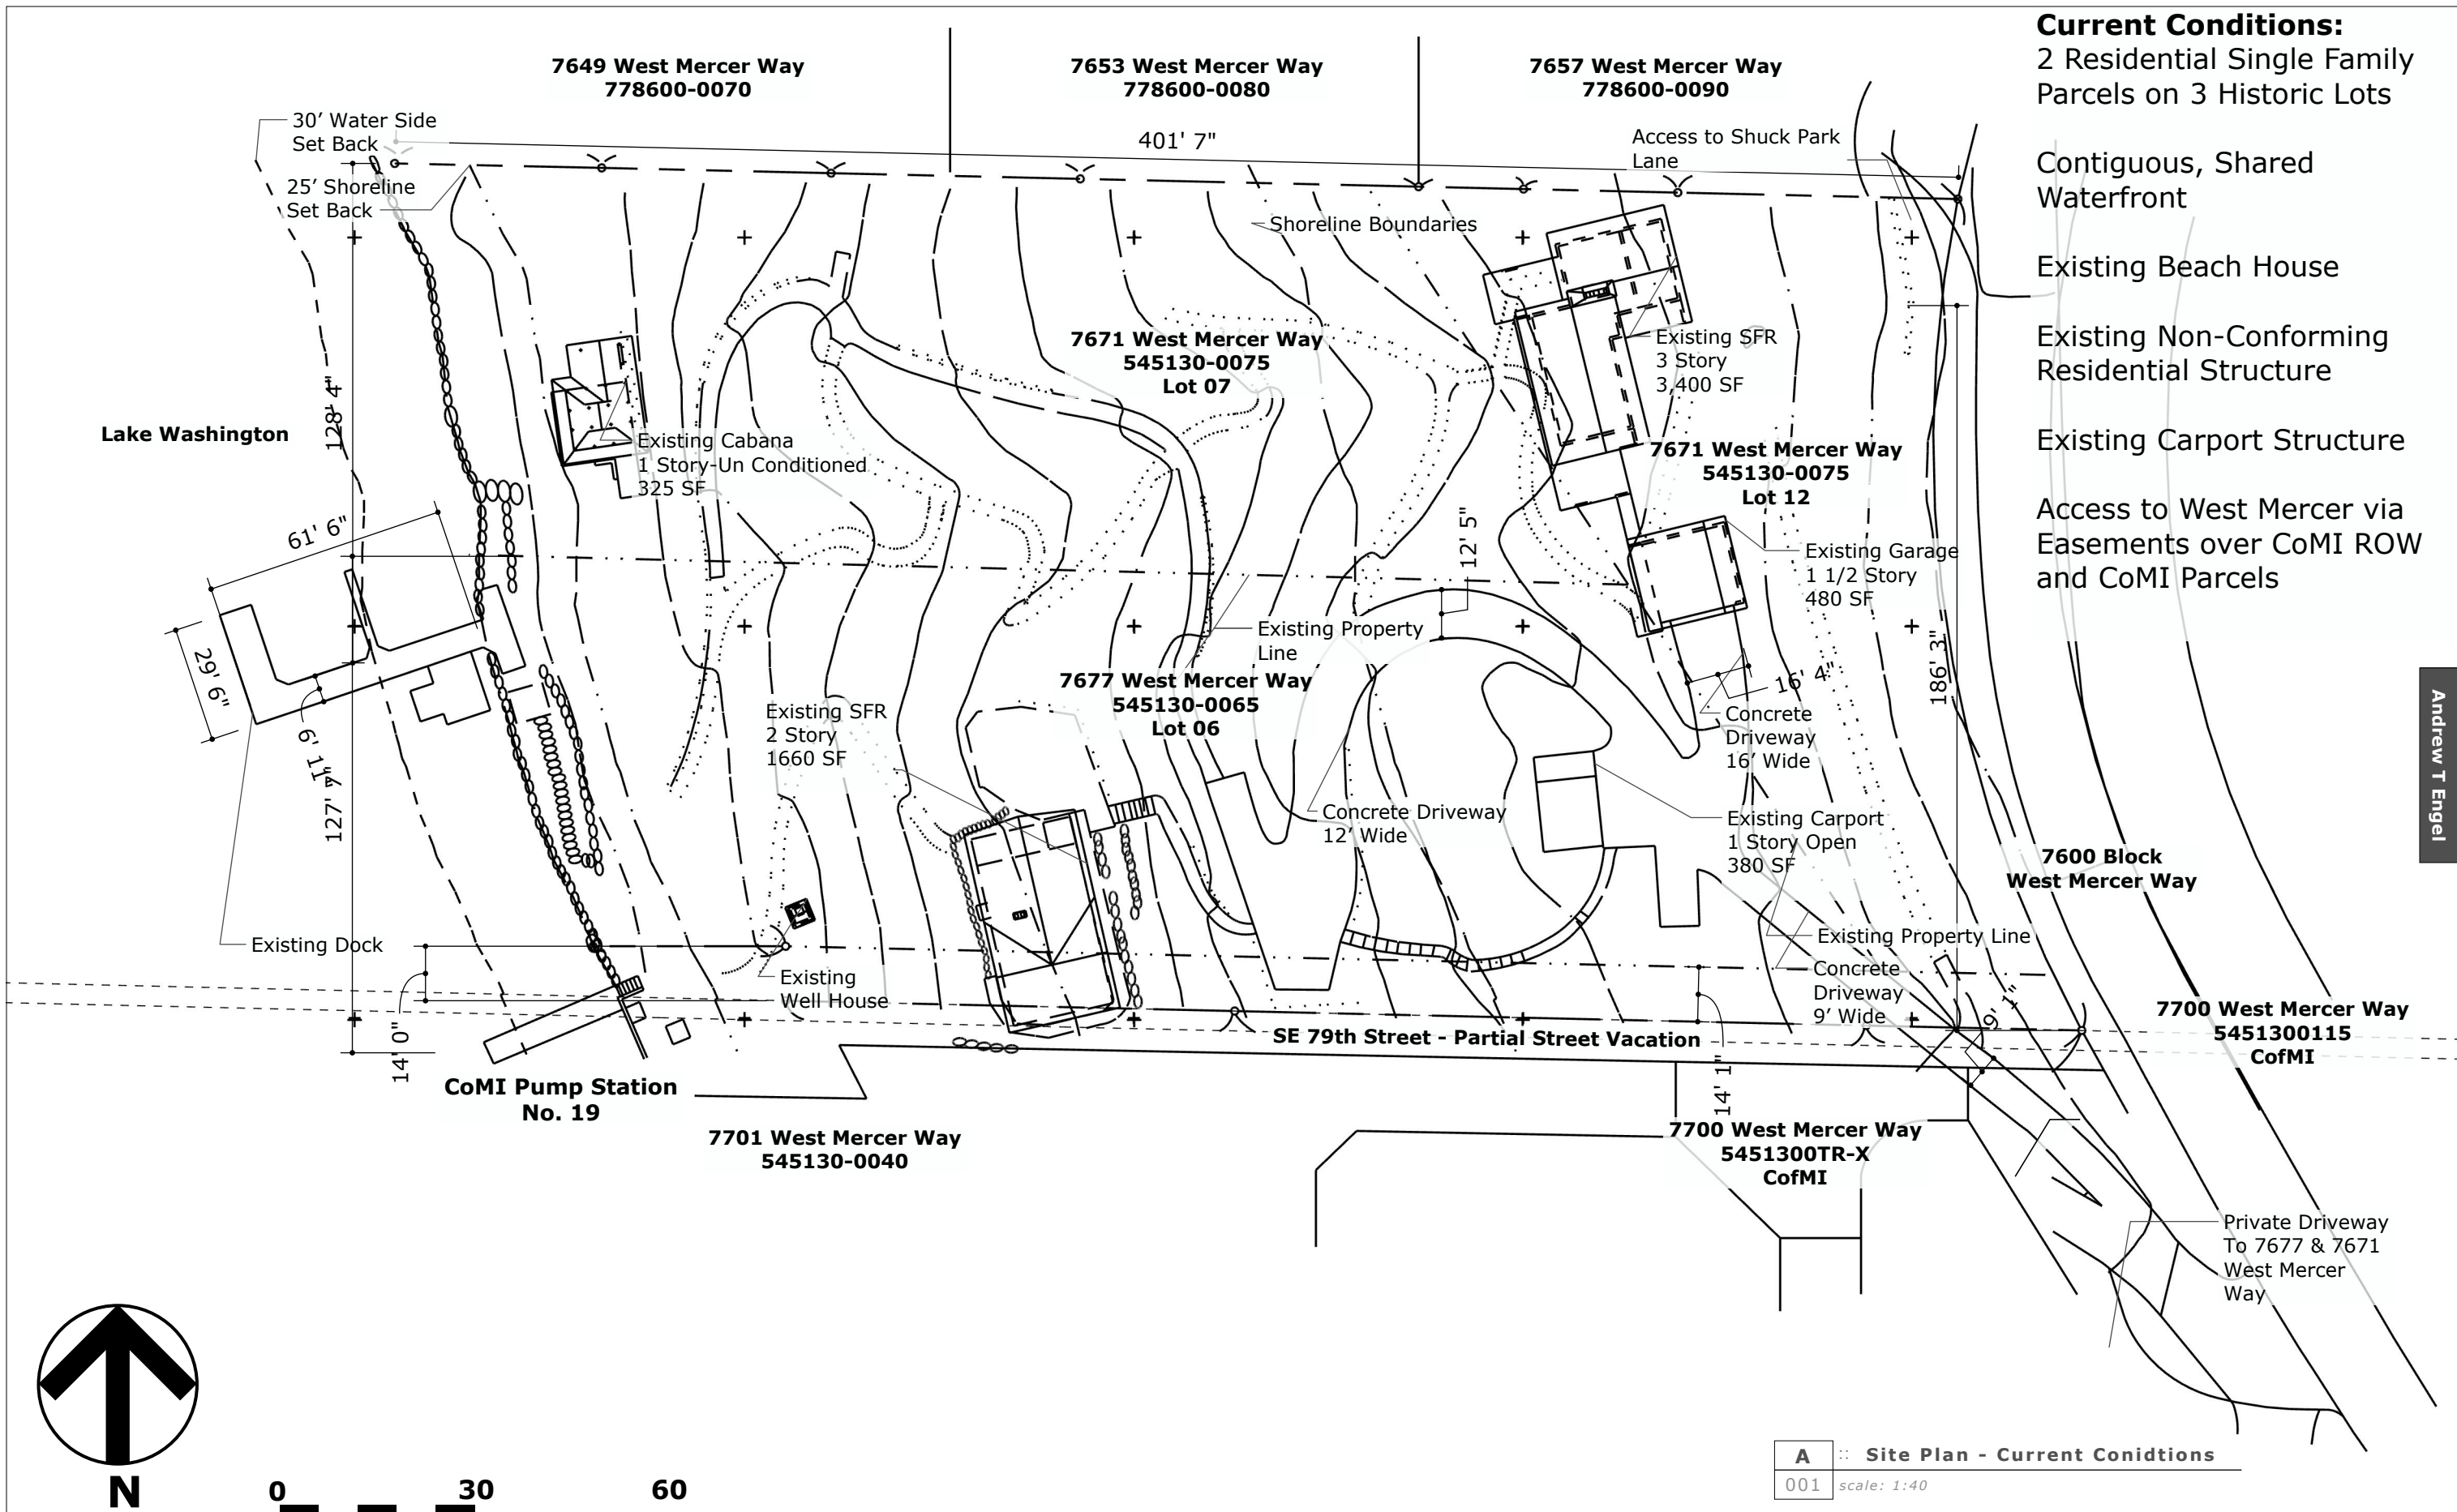 Current Conditions:
2 Residential Single Family
Parcels on 3 Historic Lots
Contiguous, Shared
Waterfront
Existing Beach House
Existing Non-Conforming
Residential Structure
Existing Carport Structure
Access to West Mercer via
Easements over CoMI ROW
and CoMI Parcels
7649 West Mercer Way
778600-0070
7653 West Mercer Way
778600-0080
7657 West Mercer Way
778600-0090
30’ Water Side
Set Back
401' 7"
Access to Shuck Park
Lane
25’ Shoreline
Set Back
Shoreline Boundaries
7671 West Mercer Way
545130-0075
Lot 07
Existing SFR
3 Story
3,400 SF
128' 4"
Lake Washington
Existing Cabana
1 Story-Un Conditioned
325 SF
7671 West Mercer Way
545130-0075
Lot 12
61' 6"
12' 5"
Existing Garage
1 1/2 Story
480 SF
Existing Property
Line
29' 6"
186' 3"
16' 4"
7677 West Mercer Way
545130-0065
Lot 06
Existing SFR
2 Story
1660 SF
6' 11"
127' 7"
Concrete
Driveway
16’ Wide
Concrete Driveway
12’ Wide
Existing Carport
1 Story Open
380 SF
Andrew T Engel
7600 Block
West Mercer Way
Existing Dock
Existing Property Line
Existing
Well House
Concrete
Driveway
9’ Wide
9' 1"
14' 0"
SE 79th Street - Partial Street Vacation
7700 West Mercer Way
5451300115
CofMI
14' 1"
CoMI Pump Station
No. 19
7701 West Mercer Way
545130-0040
7700 West Mercer Way
5451300TR-X
CofMI
Private Driveway
To 7677 & 7671
West Mercer
Way
N
0 30 60
A :: Site Plan - Current Conidtions
001 scale: 1:40